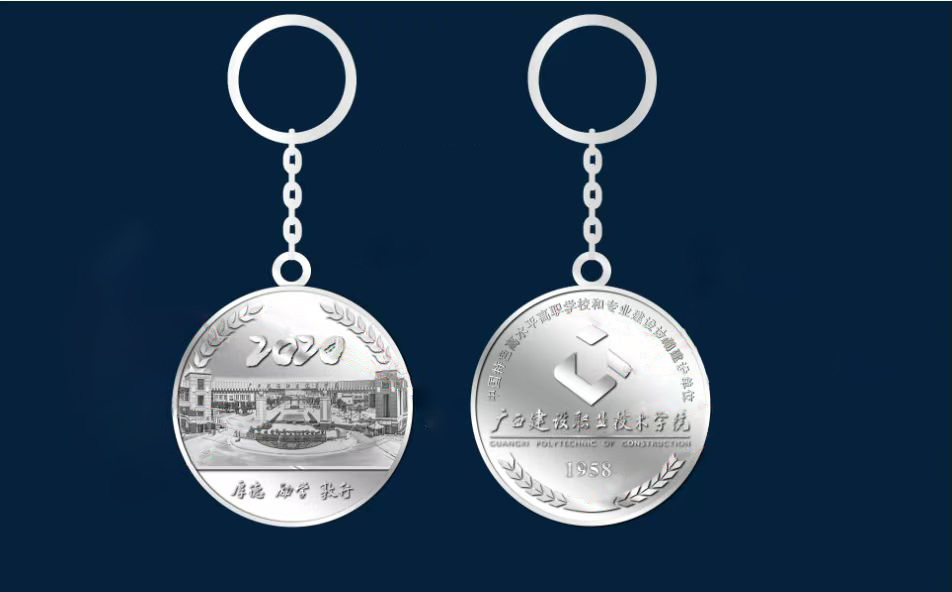 2020
厚德 励学 敦行
中国特色高水平高职学校和专业建设计划建设单位
广西建设职业技术学院
GUANGXI POLYTECHNIC OF CONSTRUCTION
1958